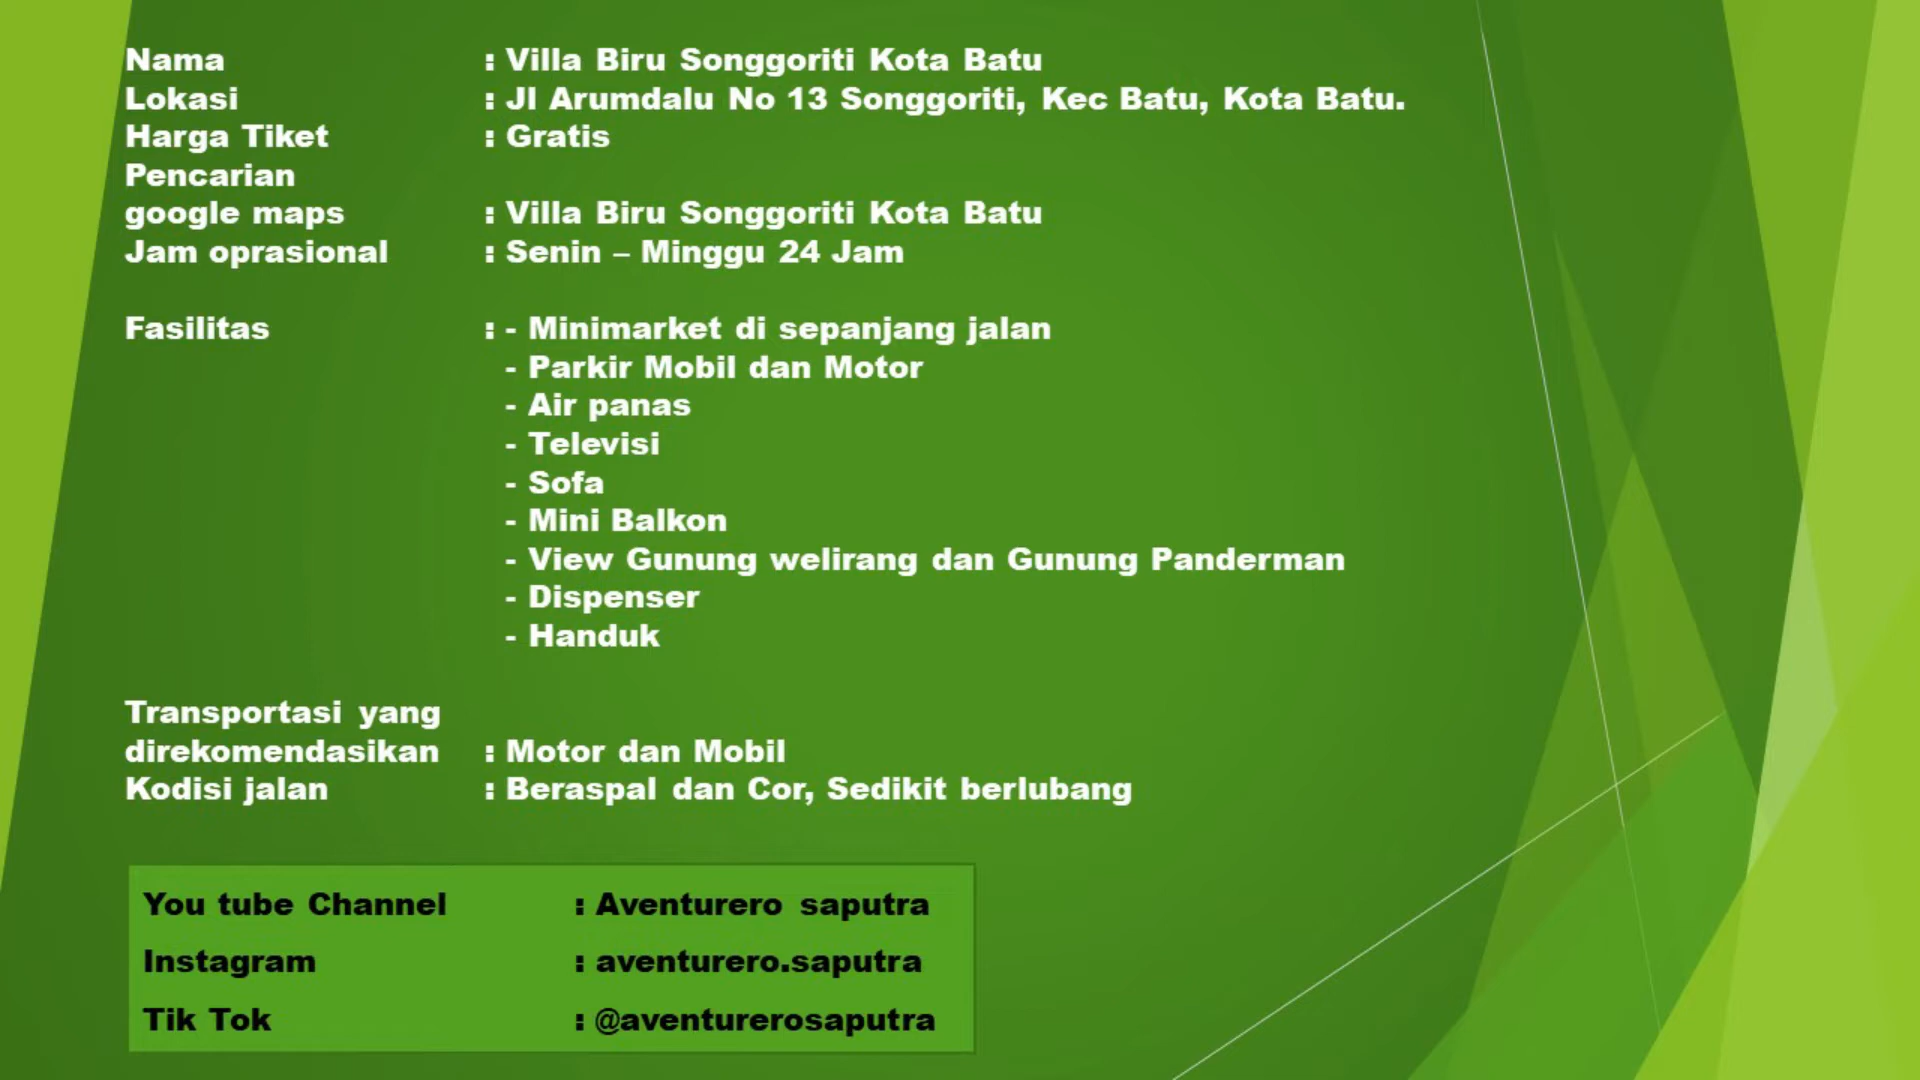 Nama : Villa Biru Songgoriti Kota Batu
Lokasi : Jl Arumdalu No 13 Songgoriti, Kec Batu, Kota Batu.
Harga Tiket : Gratis
Pencarian
google maps : Villa Biru Songgoriti Kota Batu
Jam oprasional : Senin – Minggu 24 Jam
Fasilitas : - Minimarket di sepanjang jalan
- Parkir Mobil dan Motor
- Air panas
- Televisi
- Sofa
- Mini Balkon
- View Gunung welirang dan Gunung Panderman
- Dispenser
- Handuk
Transportasi yang
direkomendasikan : Motor dan Mobil
Kodisi jalan : Beraspal dan Cor, Sedikit berlubang
You tube Channel : Aventurero saputra
Instagram : aventurero.saputra
Tik Tok : @aventurerosaputra